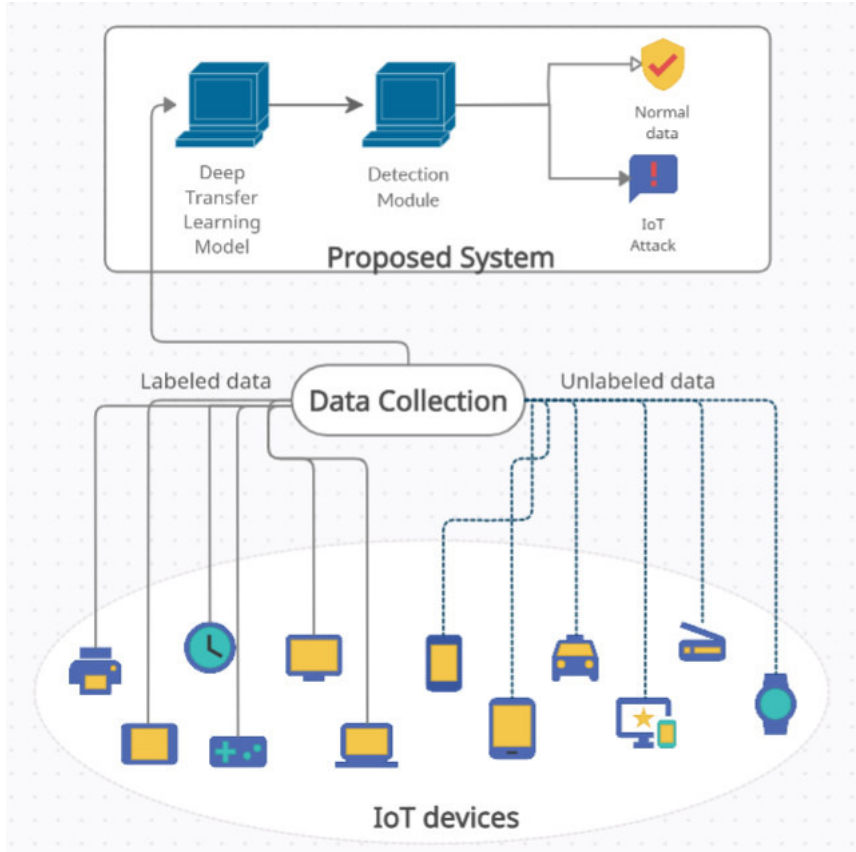 Normal
data
Deep
Transfer
Learning
Model
Detection
Module
IoT
Attack
Proposed System
Labeled data
Data Collection
Unlabeled data
IoT devices